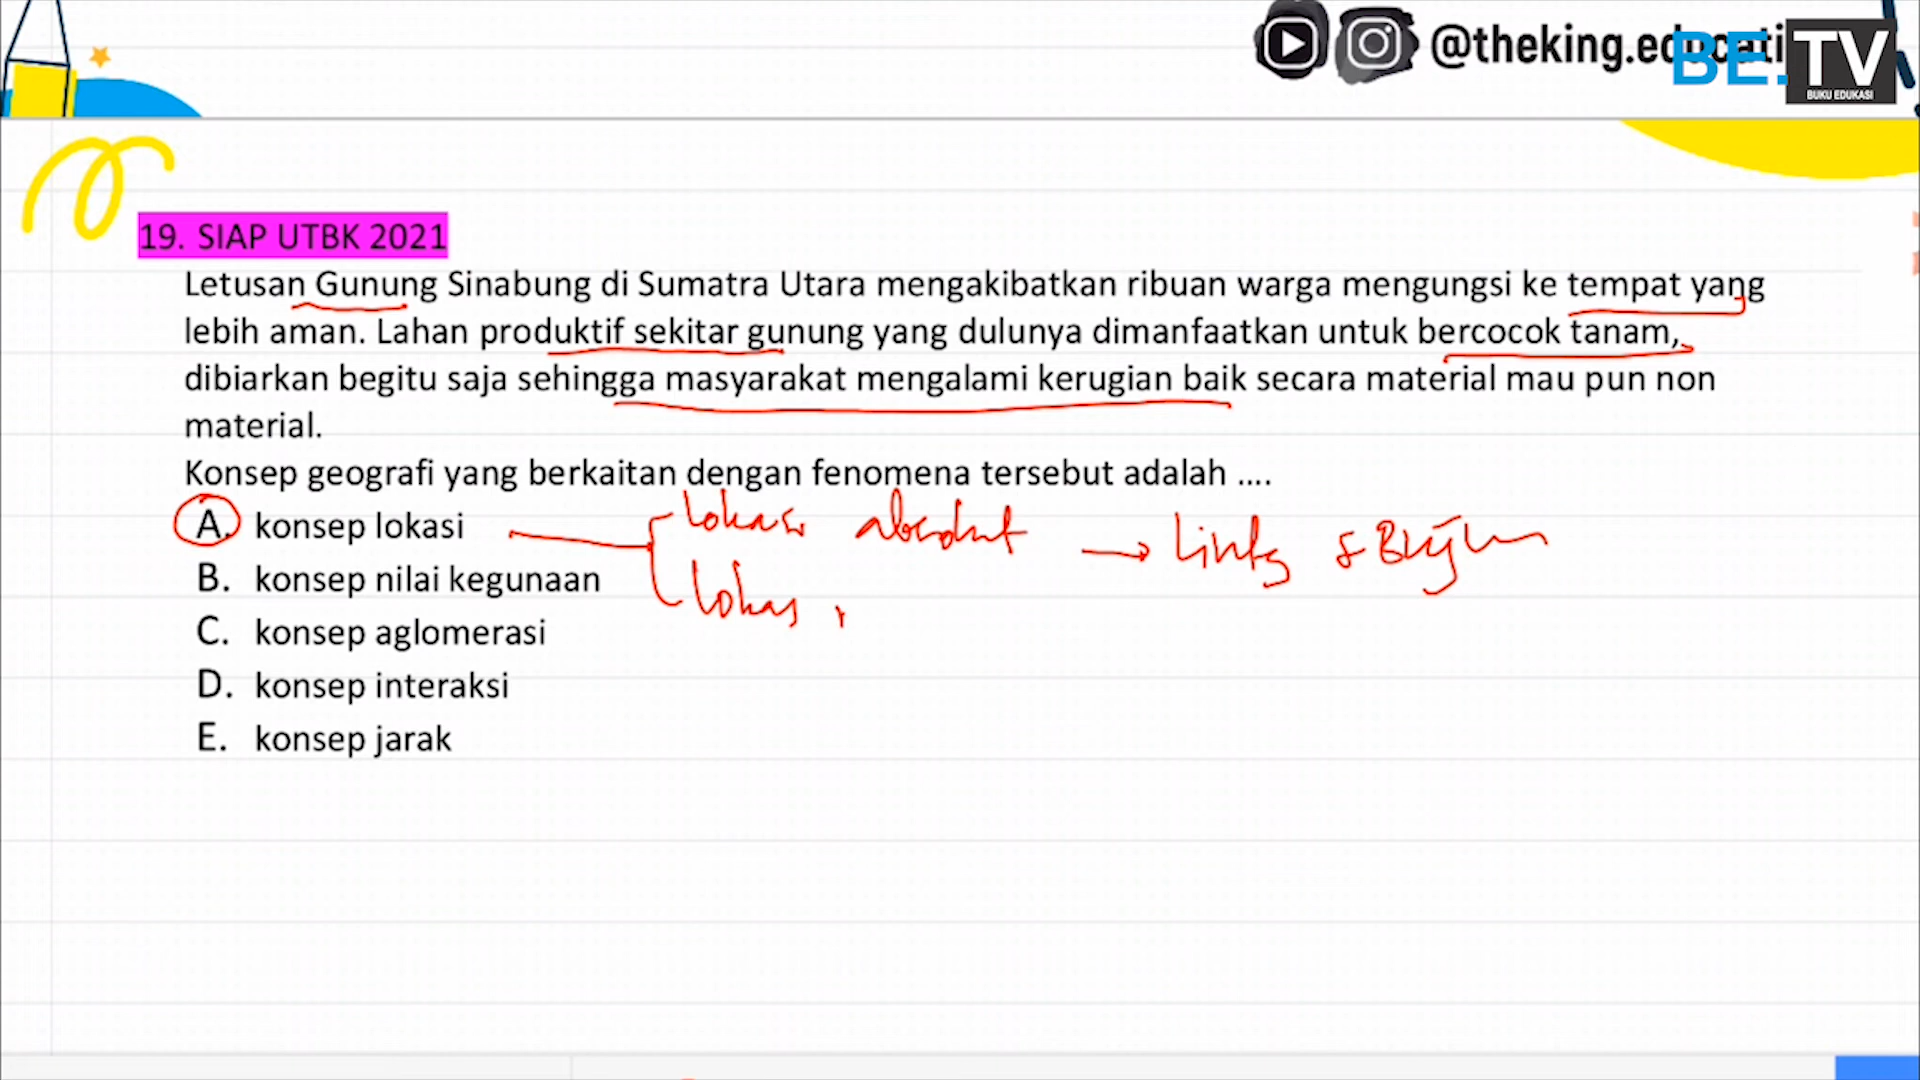 @theking.educati
BE.TV
BUKU EDUKASI
19. SIAP UTBK 2021
Letusan Gunung Sinabung di Sumatra Utara mengakibatkan ribuan warga mengungsi ke tempat yang
lebih aman. Lahan produktif sekitar gunung yang dulunya dimanfaatkan untuk bercocok tanam,
dibiarkan begitu saja sehingga masyarakat mengalami kerugian baik secara material mau pun non
material.
Konsep geografi yang berkaitan dengan fenomena tersebut adalah ....
A. konsep lokasi
lokasi absolut
B. konsep nilai kegunaan
C. konsep aglomerasi
D. konsep interaksi
E. konsep jarak